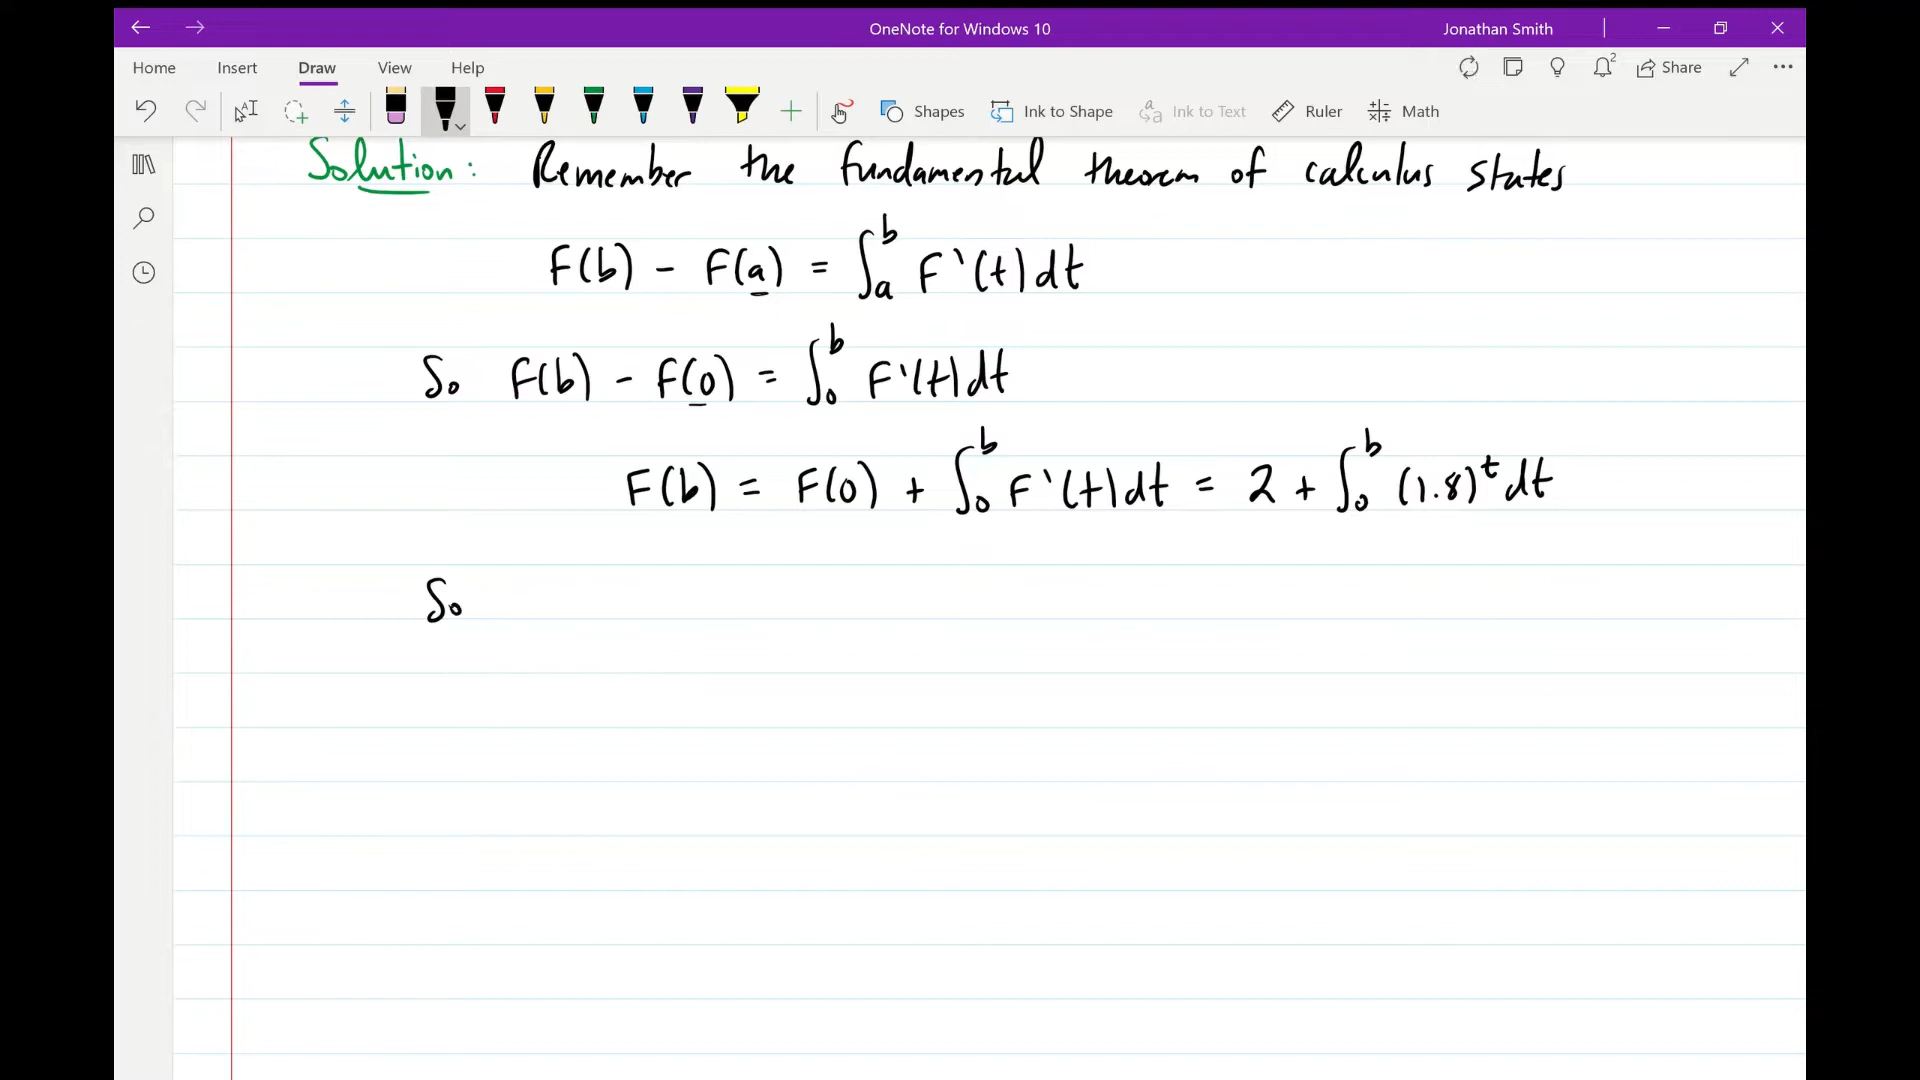 OneNote for Windows 10 Jonathan Smith
Home Insert Draw View Help 2 Share
Shapes Ink to Shape Ink to Text Ruler Math
Solution: Remember the fundamental theorem of calculus states
F(b) - F(a) = ∫_a^b F'(t)dt
So F(b) - F(0) = ∫_0^b F'(t)dt
F(b) = F(0) + ∫_0^b F'(t)dt = 2 + ∫_0^b (1.8)^t dt
So